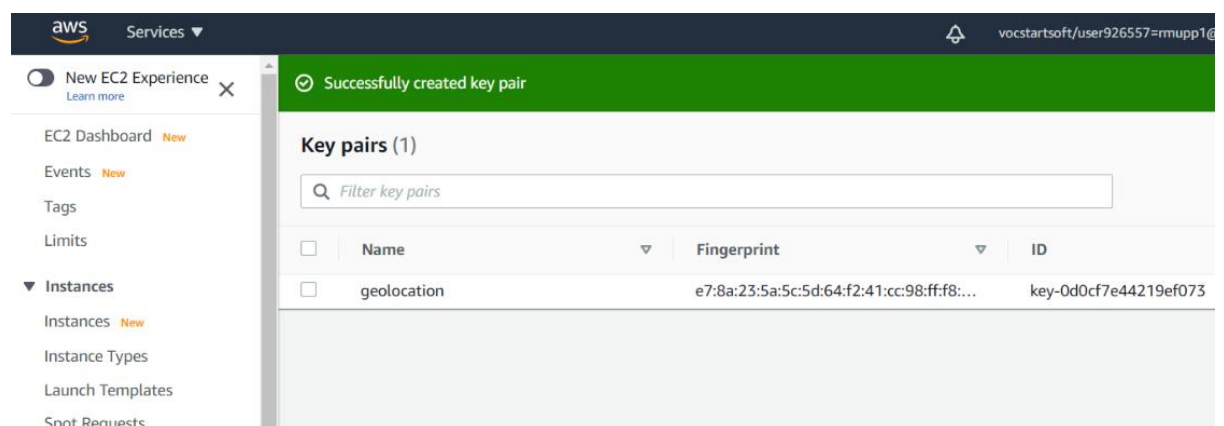 aws Services ▼ vocstartsoft/user926557=rmupp1@
New EC2 Experience
Learn more
Successfully created key pair
EC2 Dashboard New
Events New
Tags
Limits
Instances
Instances New
Instance Types
Launch Templates
Spot Requests
Key pairs (1)
Filter key pairs
Name Fingerprint ID
geolocation e7:8a:23:5a:5c:5d:64:f2:41:cc:98:ff:f8:... key-0d0cf7e44219ef073